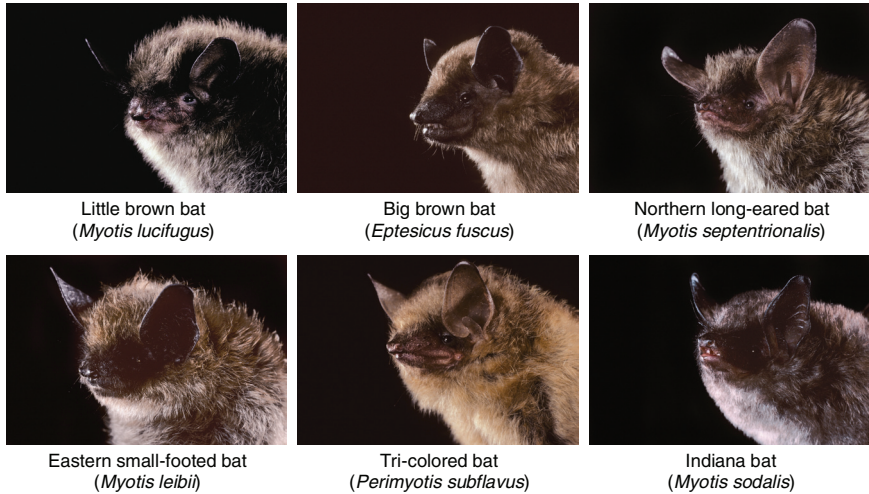 Little brown bat
(Myotis lucifugus)
Big brown bat
(Eptesicus fuscus)
Northern long-eared bat
(Myotis septentrionalis)
Eastern small-footed bat
(Myotis leibii)
Tri-colored bat
(Perimyotis subflavus)
Indiana bat
(Myotis sodalis)